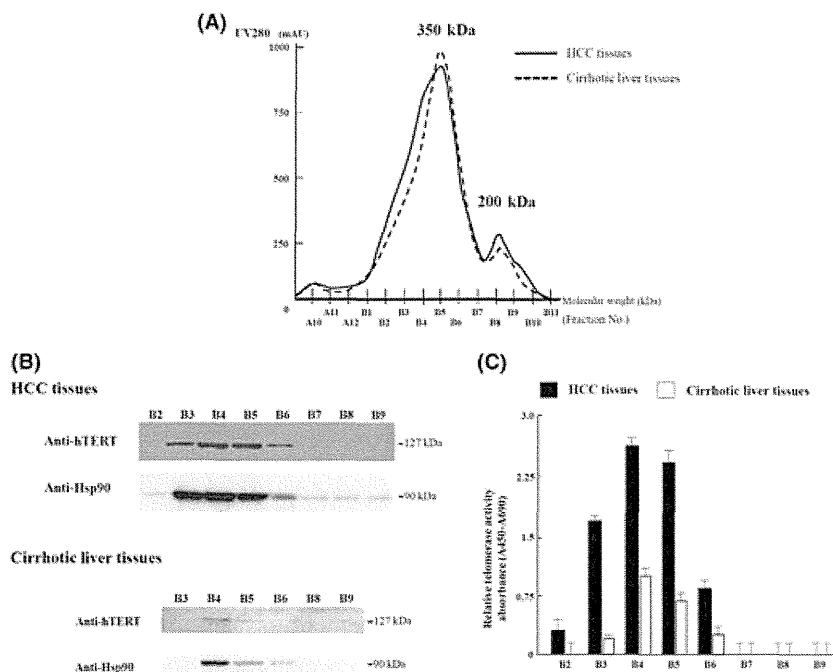 (A)
UV280 (mAU)
350 kDa
HCC tissues
Cirrhotic liver tissues
1000
750
500
250
0
200 kDa
Molecular weight (kDa)
(Fraction No.)
A10 A11 A12 B1 B2 B3 B4 B5 B6 B7 B8 B9 B10 B11
(B)
HCC tissues
B2 B3 B4 B5 B6 B7 B8 B9
Anti-hTERT
~127 kDa
Anti-Hsp90
~90 kDa
Cirrhotic liver tissues
B3 B4 B5 B6 B8 B9
Anti-hTERT
~127 kDa
Anti-Hsp90
~90 kDa
(C)
HCC tissues
Cirrhotic liver tissues
Relative telomerase activity
absorbance (A450-A690)
3.0
2.25
1.5
0.75
0
B2 B3 B4 B5 B6 B7 B8 B9